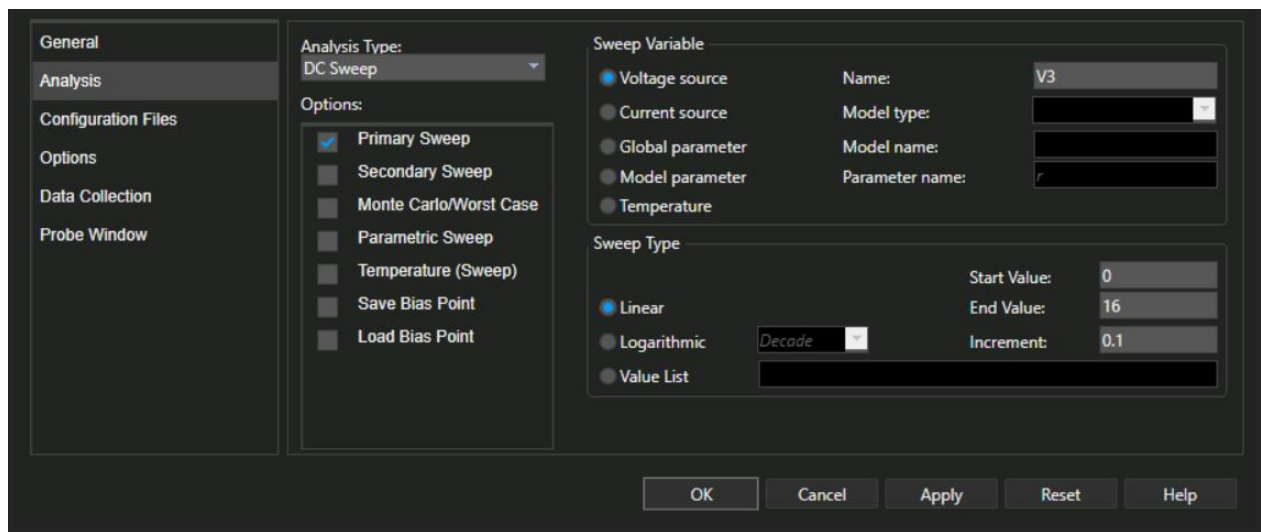 General
Analysis
Configuration Files
Options
Data Collection
Probe Window
Analysis Type:
DC Sweep
Options:
Primary Sweep
Secondary Sweep
Monte Carlo/Worst Case
Parametric Sweep
Temperature (Sweep)
Save Bias Point
Load Bias Point
Sweep Variable
Voltage source Name: V3
Current source Model type:
Global parameter Model name:
Model parameter Parameter name: r
Temperature
Sweep Type
Start Value: 0
Linear End Value: 16
Logarithmic Decade Increment: 0.1
Value List
OK Cancel Apply Reset Help